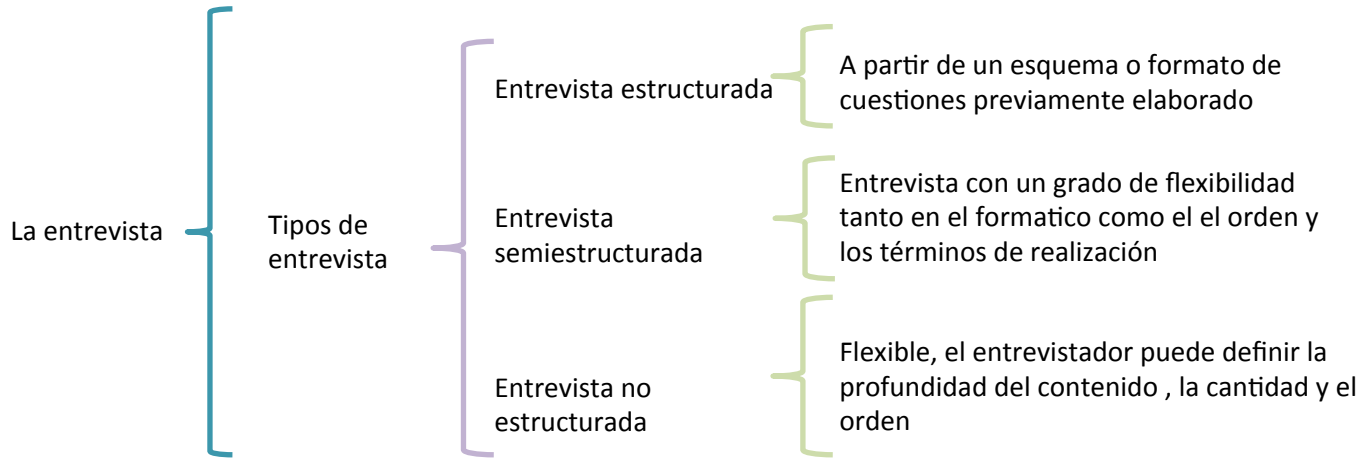 La entrevista
Tipos de
entrevista
Entrevista estructurada
A partir de un esquema o formato de
cuestiones previamente elaborado
Entrevista
semiestructurada
Entrevista con un grado de flexibilidad
tanto en el formatico como el el orden y
los términos de realización
Entrevista no
estructurada
Flexible, el entrevistador puede definir la
profundidad del contenido , la cantidad y el
orden